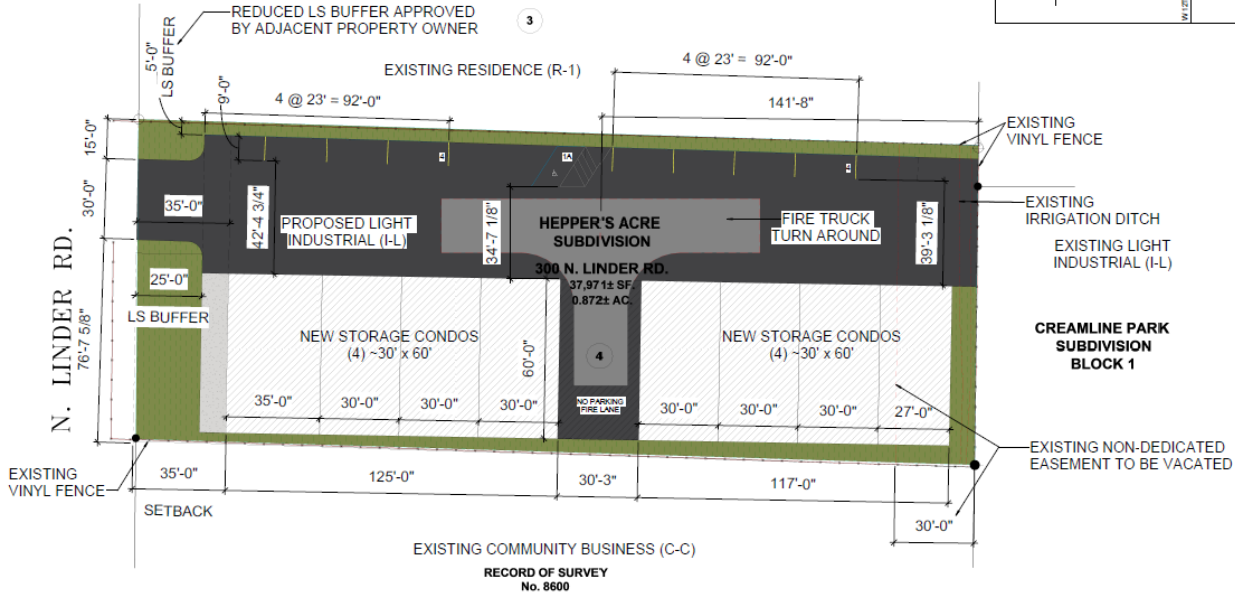 REDUCED LS BUFFER APPROVED
BY ADJACENT PROPERTY OWNER
3
W 125
5'-0"
LS BUFFER
EXISTING RESIDENCE (R-1)
4 @ 23' = 92'-0"
4 @ 23' = 92'-0"
9'-0"
141'-8"
EXISTING
VINYL FENCE
15'-0"
4
1A
4
30'-0"
35'-0"
42'-4 3/4"
PROPOSED LIGHT
INDUSTRIAL (I-L)
34'-7 1/8"
HEPPER'S ACRE
SUBDIVISION
300 N. LINDER RD.
37,971± SF.
0.872± AC.
FIRE TRUCK
TURN AROUND
39'-3 1/8"
EXISTING
IRRIGATION DITCH
EXISTING LIGHT
INDUSTRIAL (I-L)
N. LINDER RD.
25'-0"
LS BUFFER
76'-7 5/8"
NEW STORAGE CONDOS
(4) ~30' x 60'
60'-0"
4
NEW STORAGE CONDOS
(4) ~30' x 60'
CREAMLINE PARK
SUBDIVISION
BLOCK 1
35'-0"
30'-0"
30'-0"
30'-0"
NO PARKING
FIRE LANE
30'-0"
30'-0"
30'-0"
27'-0"
EXISTING NON-DEDICATED
EASEMENT TO BE VACATED
EXISTING
VINYL FENCE
35'-0"
125'-0"
30'-3"
117'-0"
SETBACK
30'-0"
EXISTING COMMUNITY BUSINESS (C-C)
RECORD OF SURVEY
No. 8600